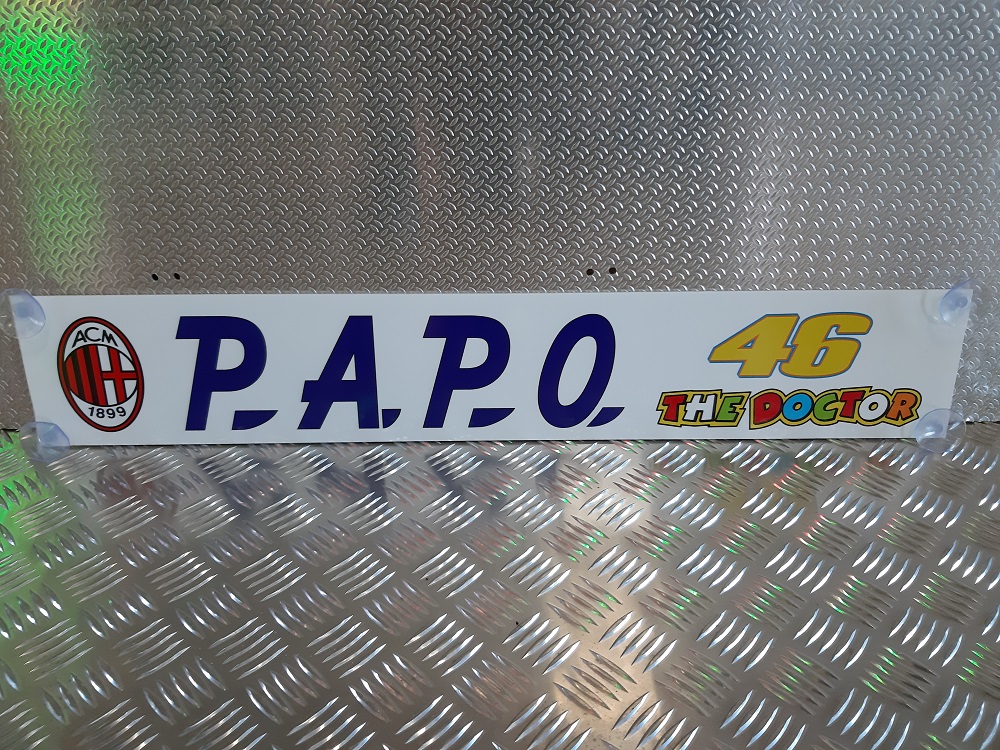 ACM
1899
P.A.P.O.
46
THE DOCTOR